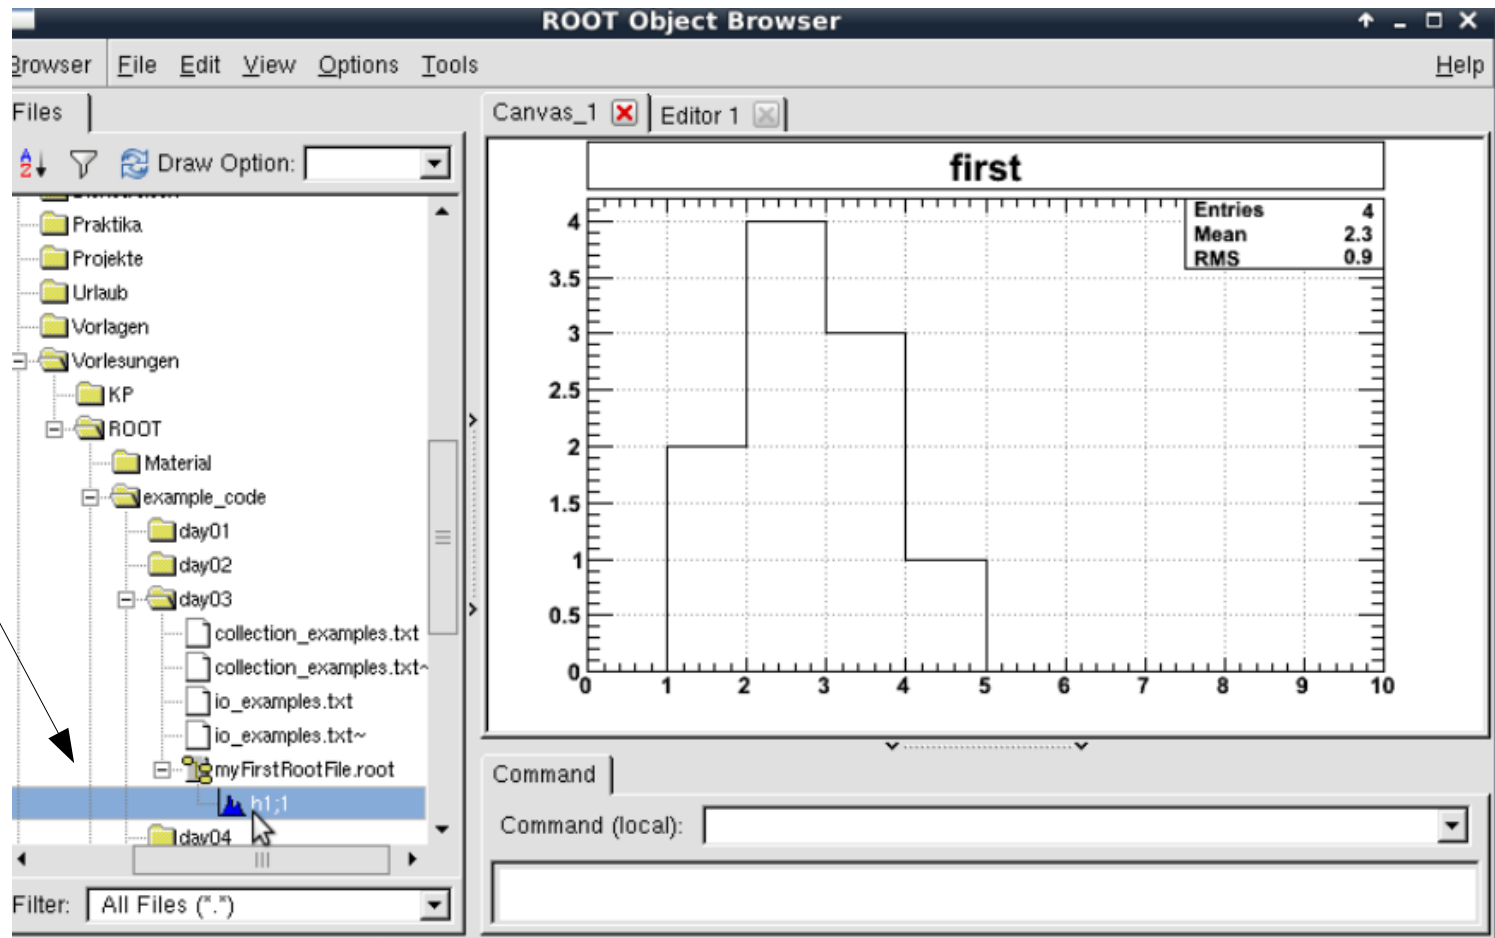 ROOT Object Browser
Browser File Edit View Options Tools Help
Files
Draw Option:
Praktika
Projekte
Urlaub
Vorlagen
Vorlesungen
KP
ROOT
Material
example_code
day01
day02
day03
collection_examples.txt
collection_examples.txt~
io_examples.txt
io_examples.txt~
myFirstRootFile.root
h1;1
day04
Filter: All Files (*.*)
Canvas_1 Editor 1
first
Entries 4
Mean 2.3
RMS 0.9
4
3.5
3
2.5
2
1.5
1
0.5
0
0 1 2 3 4 5 6 7 8 9 10
Command
Command (local):